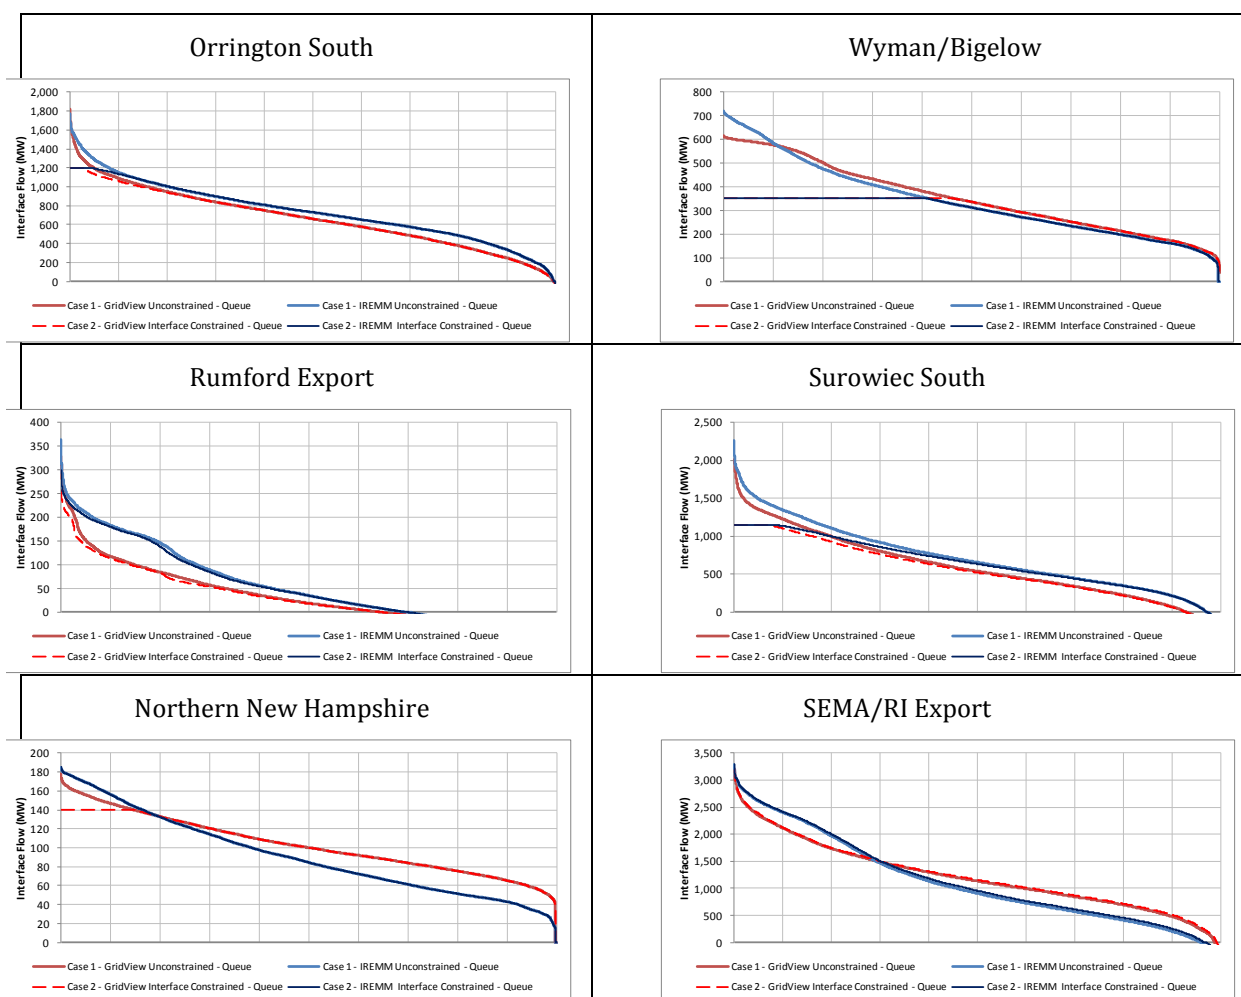 Orrington South
2,000
1,800
1,600
1,400
1,200
1,000
800
600
400
200
0
Interface Flow (MW)
Case 1 - GridView Unconstrained - Queue
Case 1 - IREMM Unconstrained - Queue
Case 2 - GridView Interface Constrained - Queue
Case 2 - IREMM Interface Constrained - Queue
Wyman/Bigelow
800
700
600
500
400
300
200
100
0
Interface Flow (MW)
Case 1 - GridView Unconstrained - Queue
Case 1 - IREMM Unconstrained - Queue
Case 2 - GridView Interface Constrained - Queue
Case 2 - IREMM Interface Constrained - Queue
Rumford Export
400
350
300
250
200
150
100
50
0
Interface Flow (MW)
Case 1 - GridView Unconstrained - Queue
Case 1 - IREMM Unconstrained - Queue
Case 2 - GridView Interface Constrained - Queue
Case 2 - IREMM Interface Constrained - Queue
Surowiec South
2,500
2,000
1,500
1,000
500
0
Interface Flow (MW)
Case 1 - GridView Unconstrained - Queue
Case 1 - IREMM Unconstrained - Queue
Case 2 - GridView Interface Constrained - Queue
Case 2 - IREMM Interface Constrained - Queue
Northern New Hampshire
200
180
160
140
120
100
80
60
40
20
0
Interface Flow (MW)
Case 1 - GridView Unconstrained - Queue
Case 1 - IREMM Unconstrained - Queue
Case 2 - GridView Interface Constrained - Queue
Case 2 - IREMM Interface Constrained - Queue
SEMA/RI Export
3,500
3,000
2,500
2,000
1,500
1,000
500
0
Interface Flow (MW)
Case 1 - GridView Unconstrained - Queue
Case 1 - IREMM Unconstrained - Queue
Case 2 - GridView Interface Constrained - Queue
Case 2 - IREMM Interface Constrained - Queue